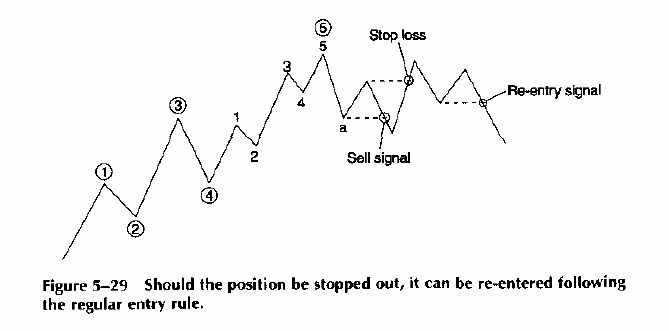 ⑤
5
Stop loss
3
③
4
Re-entry signal
1
a
2
Sell signal
①
④
②
Figure 5–29 Should the position be stopped out, it can be re-entered following
the regular entry rule.